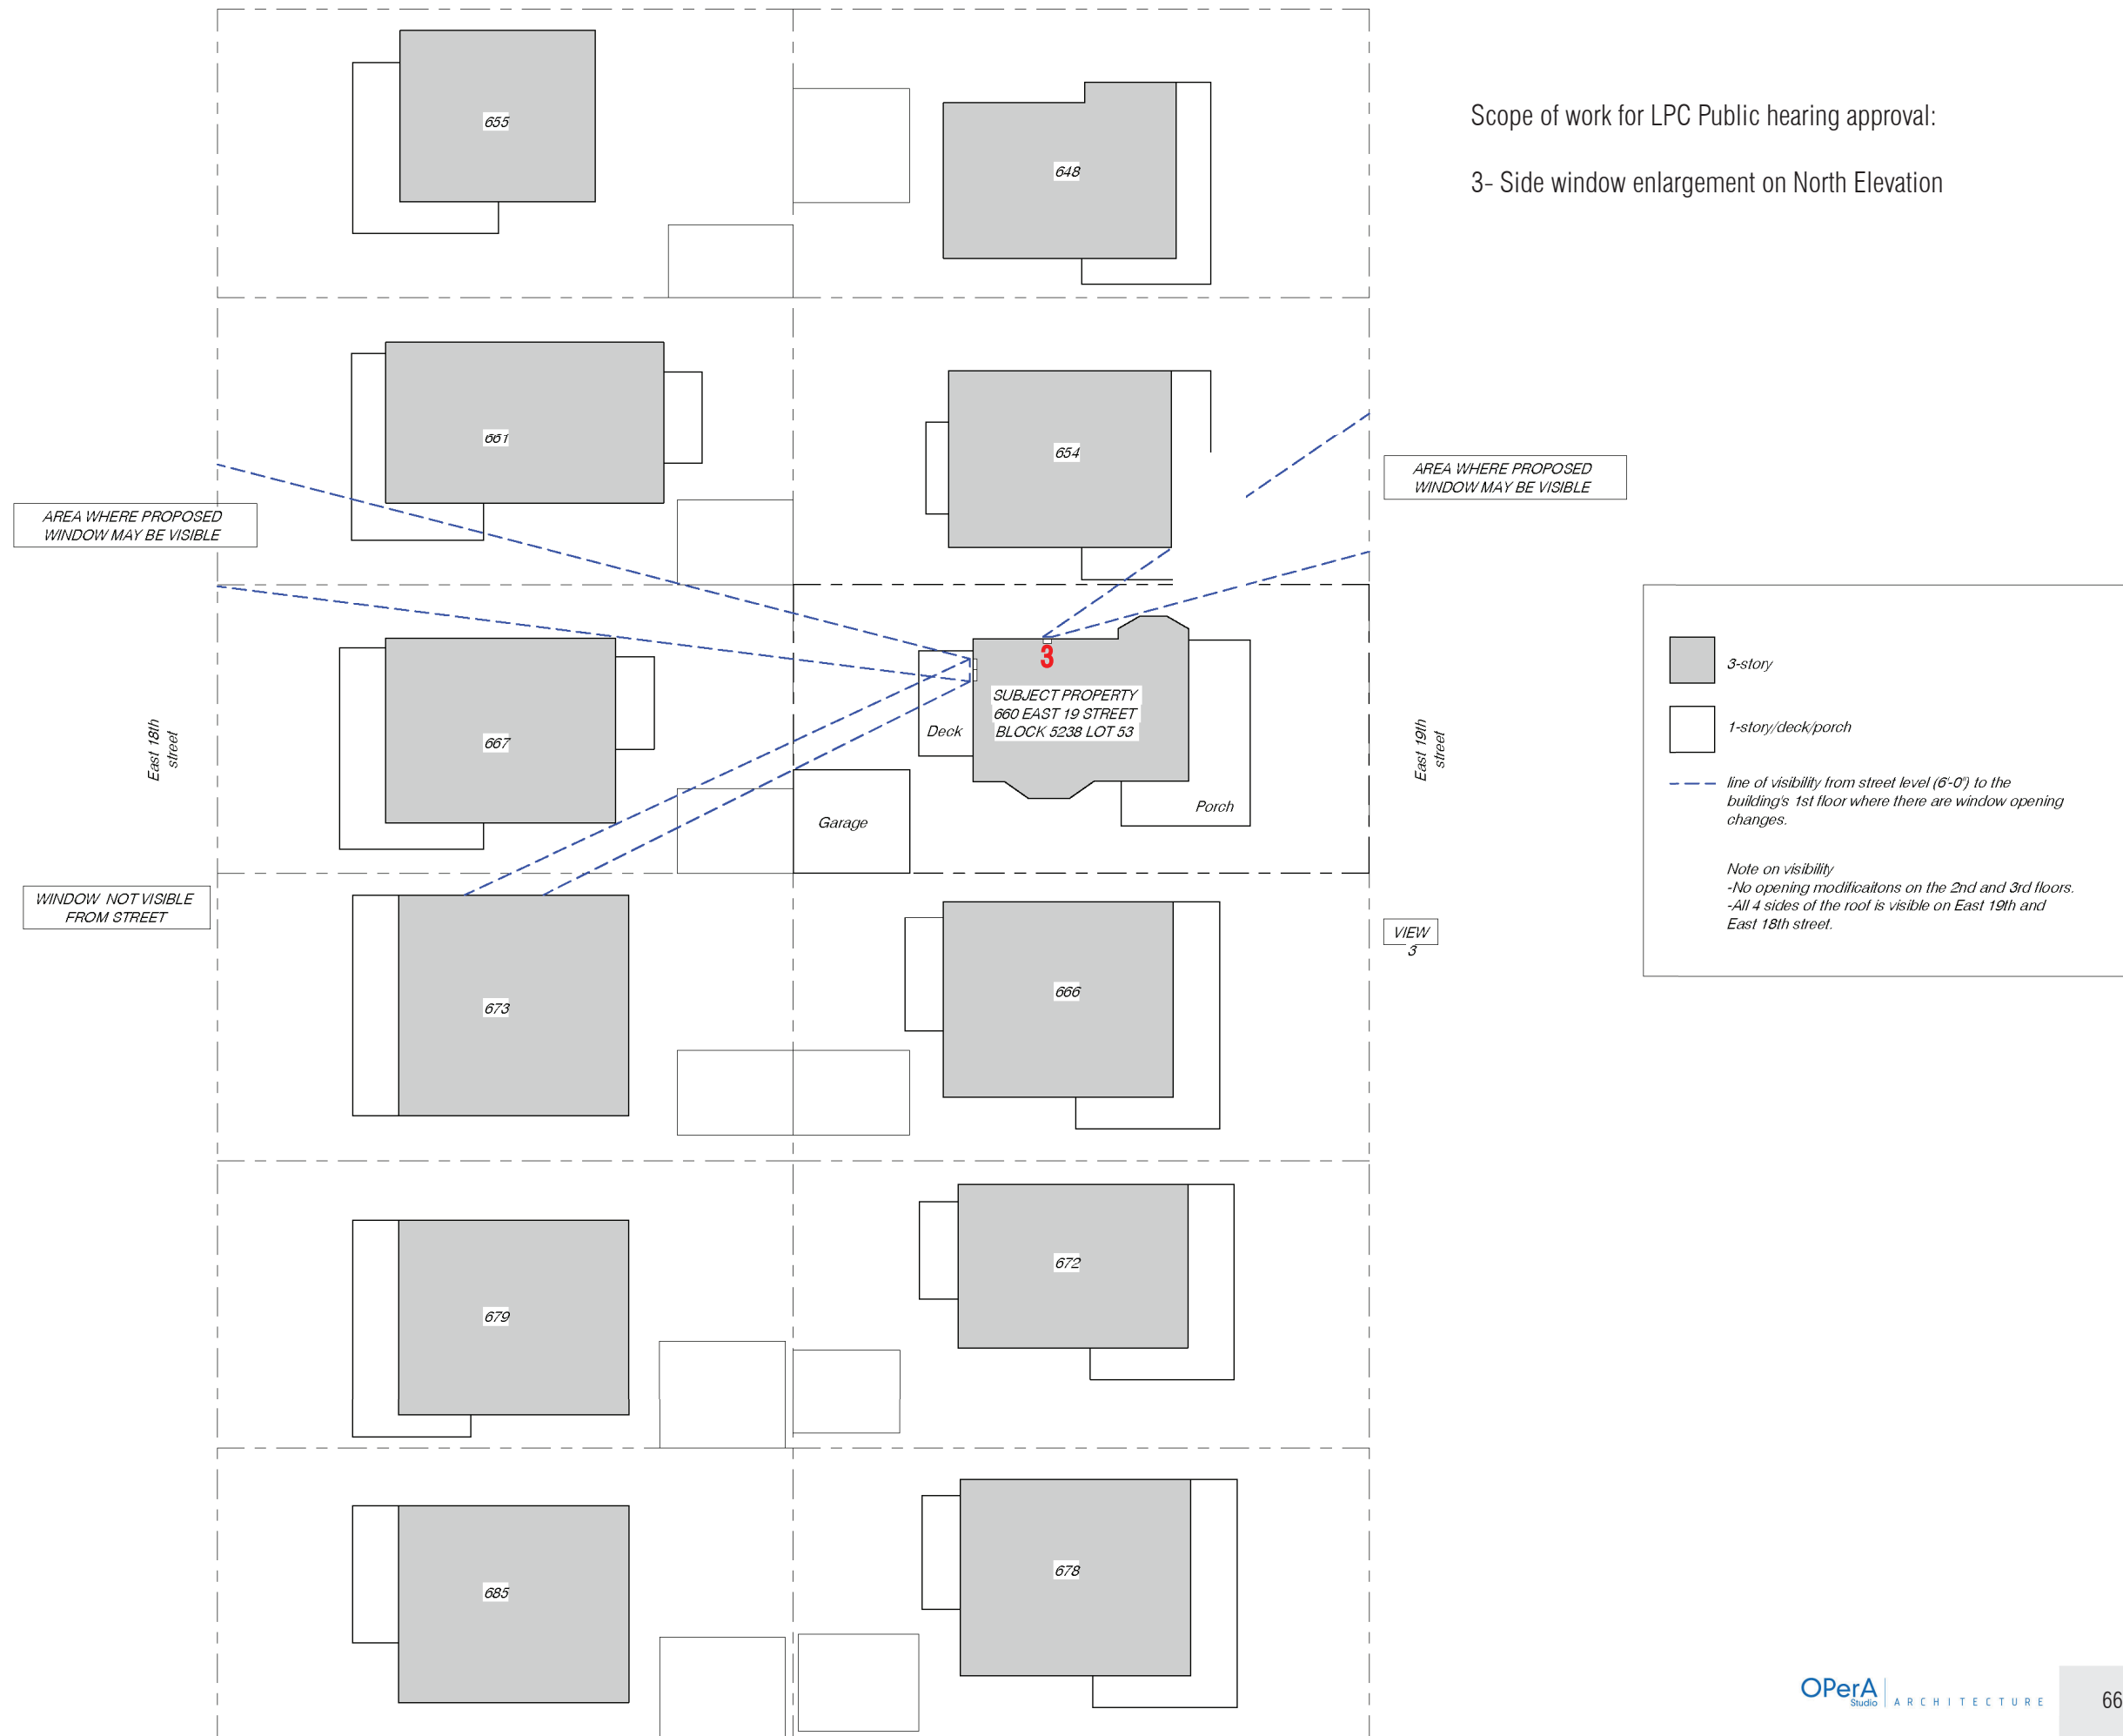 Scope of work for LPC Public hearing approval:
3- Side window enlargement on North Elevation
655
648
661
654
AREA WHERE PROPOSED
WINDOW MAY BE VISIBLE
AREA WHERE PROPOSED
WINDOW MAY BE VISIBLE
3
SUBJECT PROPERTY
660 EAST 19 STREET
BLOCK 5238 LOT 53
Deck
Porch
Garage
667
East 18th
street
East 19th
street
3-story
1-story/deck/porch
line of visibility from street level (6'-0") to the
building's 1st floor where there are window opening
changes.
Note on visibility
-No opening modificaitons on the 2nd and 3rd floors.
-All 4 sides of the roof is visible on East 19th and
East 18th street.
WINDOW NOT VISIBLE
FROM STREET
VIEW
3
673
666
672
679
678
685
OPerA
Studio
ARCHITECTURE
66